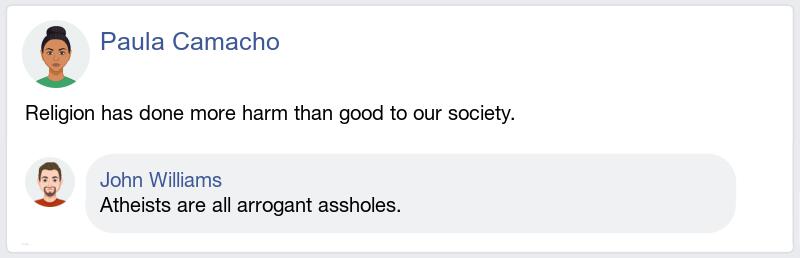 Paula Camacho
Religion has done more harm than good to our society.
John Williams
Atheists are all arrogant assholes.